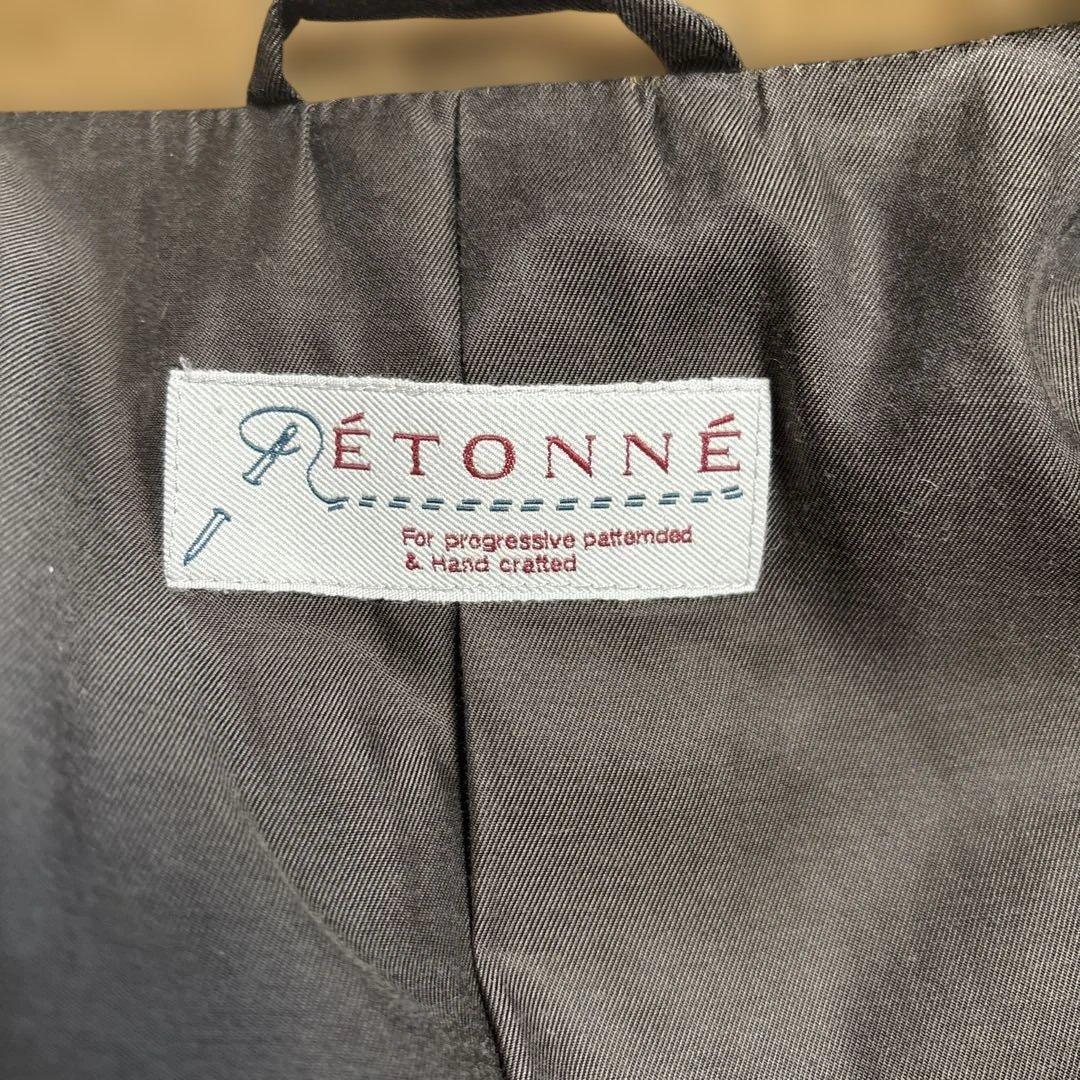 RÉTONNÉ
For progressive patternded
& Hand crafted